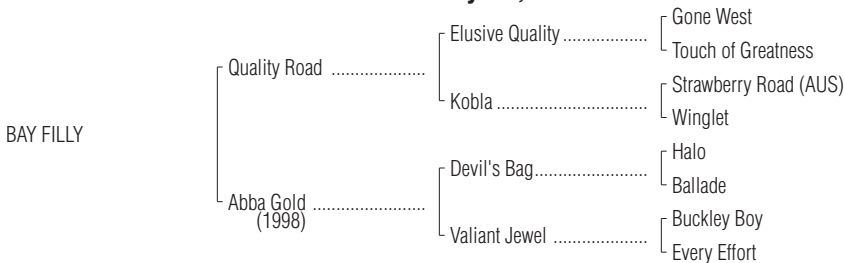 Gone West
Elusive Quality ....................
Touch of Greatness
Quality Road ......................
Strawberry Road (AUS)
Kobla ....................................
Winglet
BAY FILLY
Halo
Devil's Bag..........................
Ballade
Abba Gold ..........................
(1998)
Buckley Boy
Valiant Jewel ......................
Every Effort